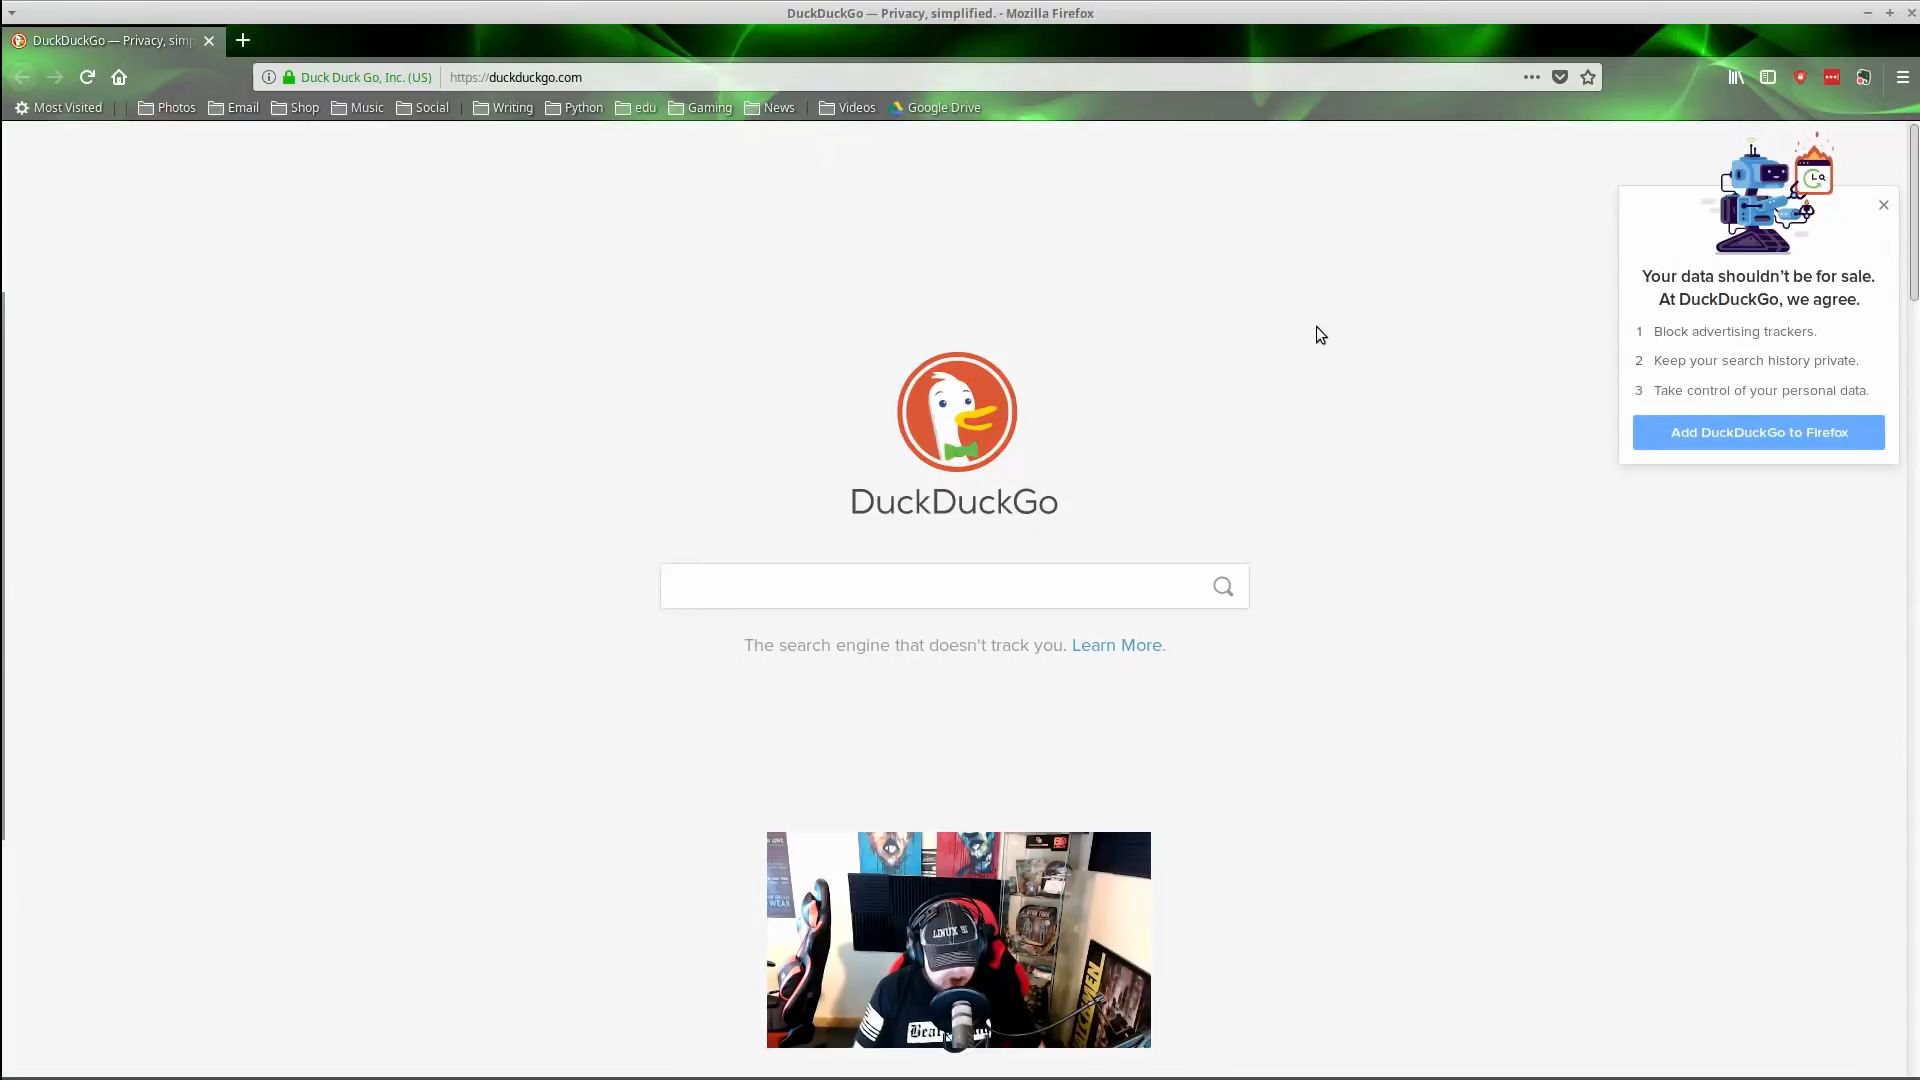 DuckDuckGo — Privacy, simplified. - Mozilla Firefox
DuckDuckGo — Privacy, simp
Duck Duck Go, Inc. (US) https://duckduckgo.com
Most Visited Photos Email Shop Music Social Writing Python edu Gaming News Videos Google Drive
Your data shouldn't be for sale.
At DuckDuckGo, we agree.
1 Block advertising trackers.
2 Keep your search history private.
3 Take control of your personal data.
Add DuckDuckGo to Firefox
DuckDuckGo
The search engine that doesn't track you. Learn More.
WEAR
LINUX